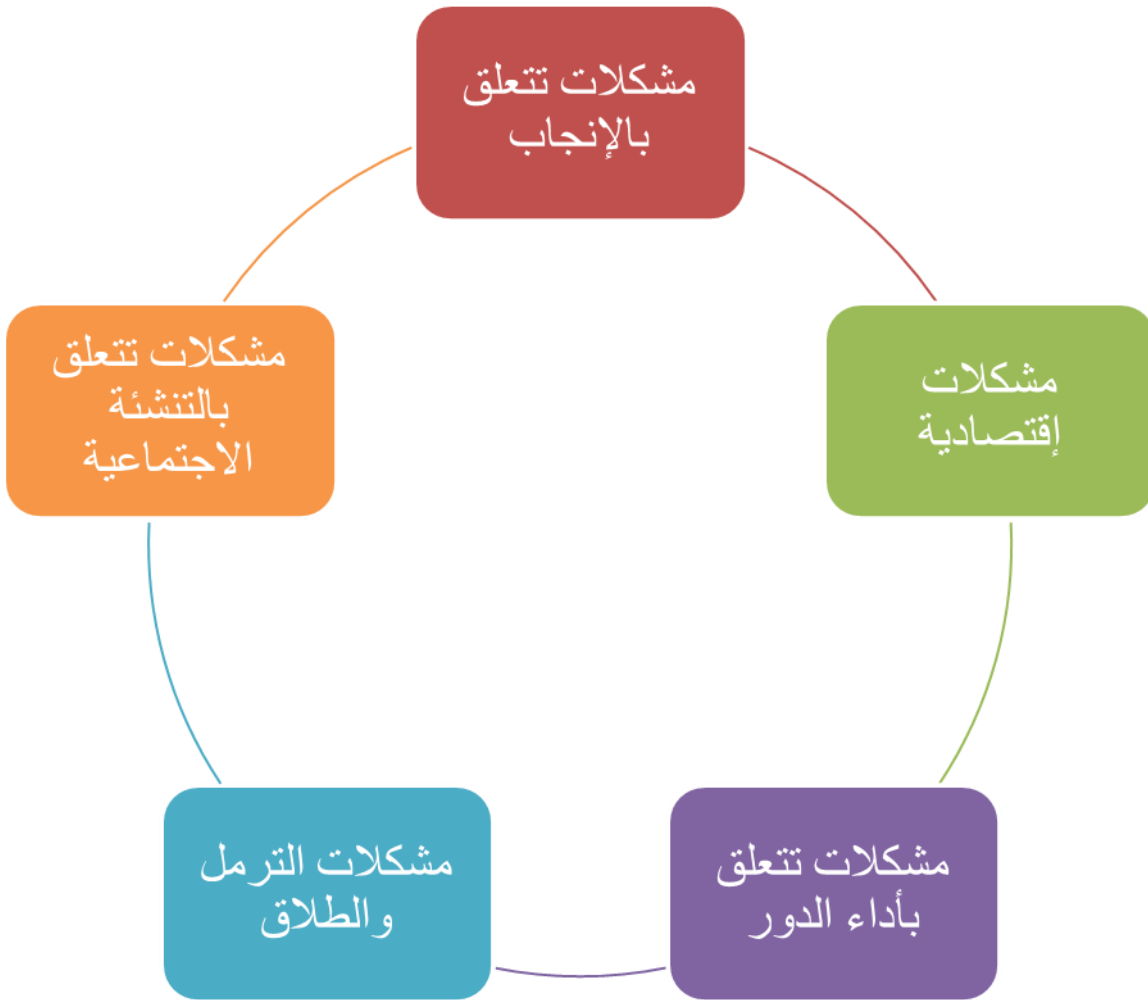 مشكلات تتعلق
بالإنجاب
مشكلات
إقتصادية
مشكلات تتعلق
بأداء الدور
مشكلات الترمل
والطلاق
مشكلات تتعلق
بالتنشئة
الاجتماعية